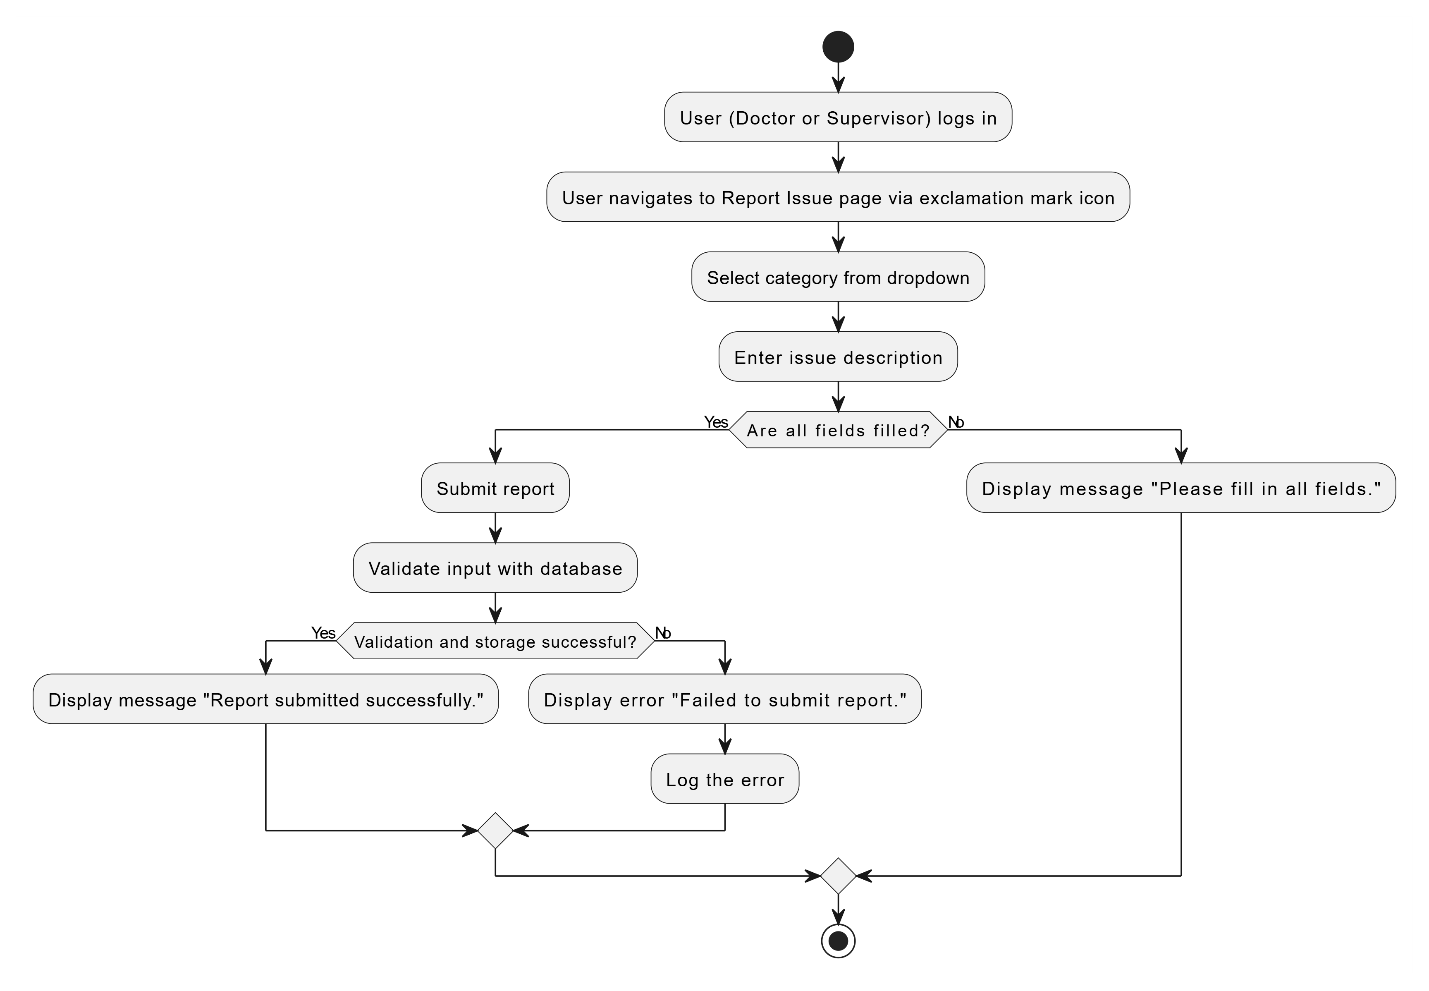 User (Doctor or Supervisor) logs in
User navigates to Report Issue page via exclamation mark icon
Select category from dropdown
Enter issue description
Yes
Are all fields filled?
No
Submit report
Display message "Please fill in all fields."
Validate input with database
Yes
Validation and storage successful?
No
Display message "Report submitted successfully."
Display error "Failed to submit report."
Log the error